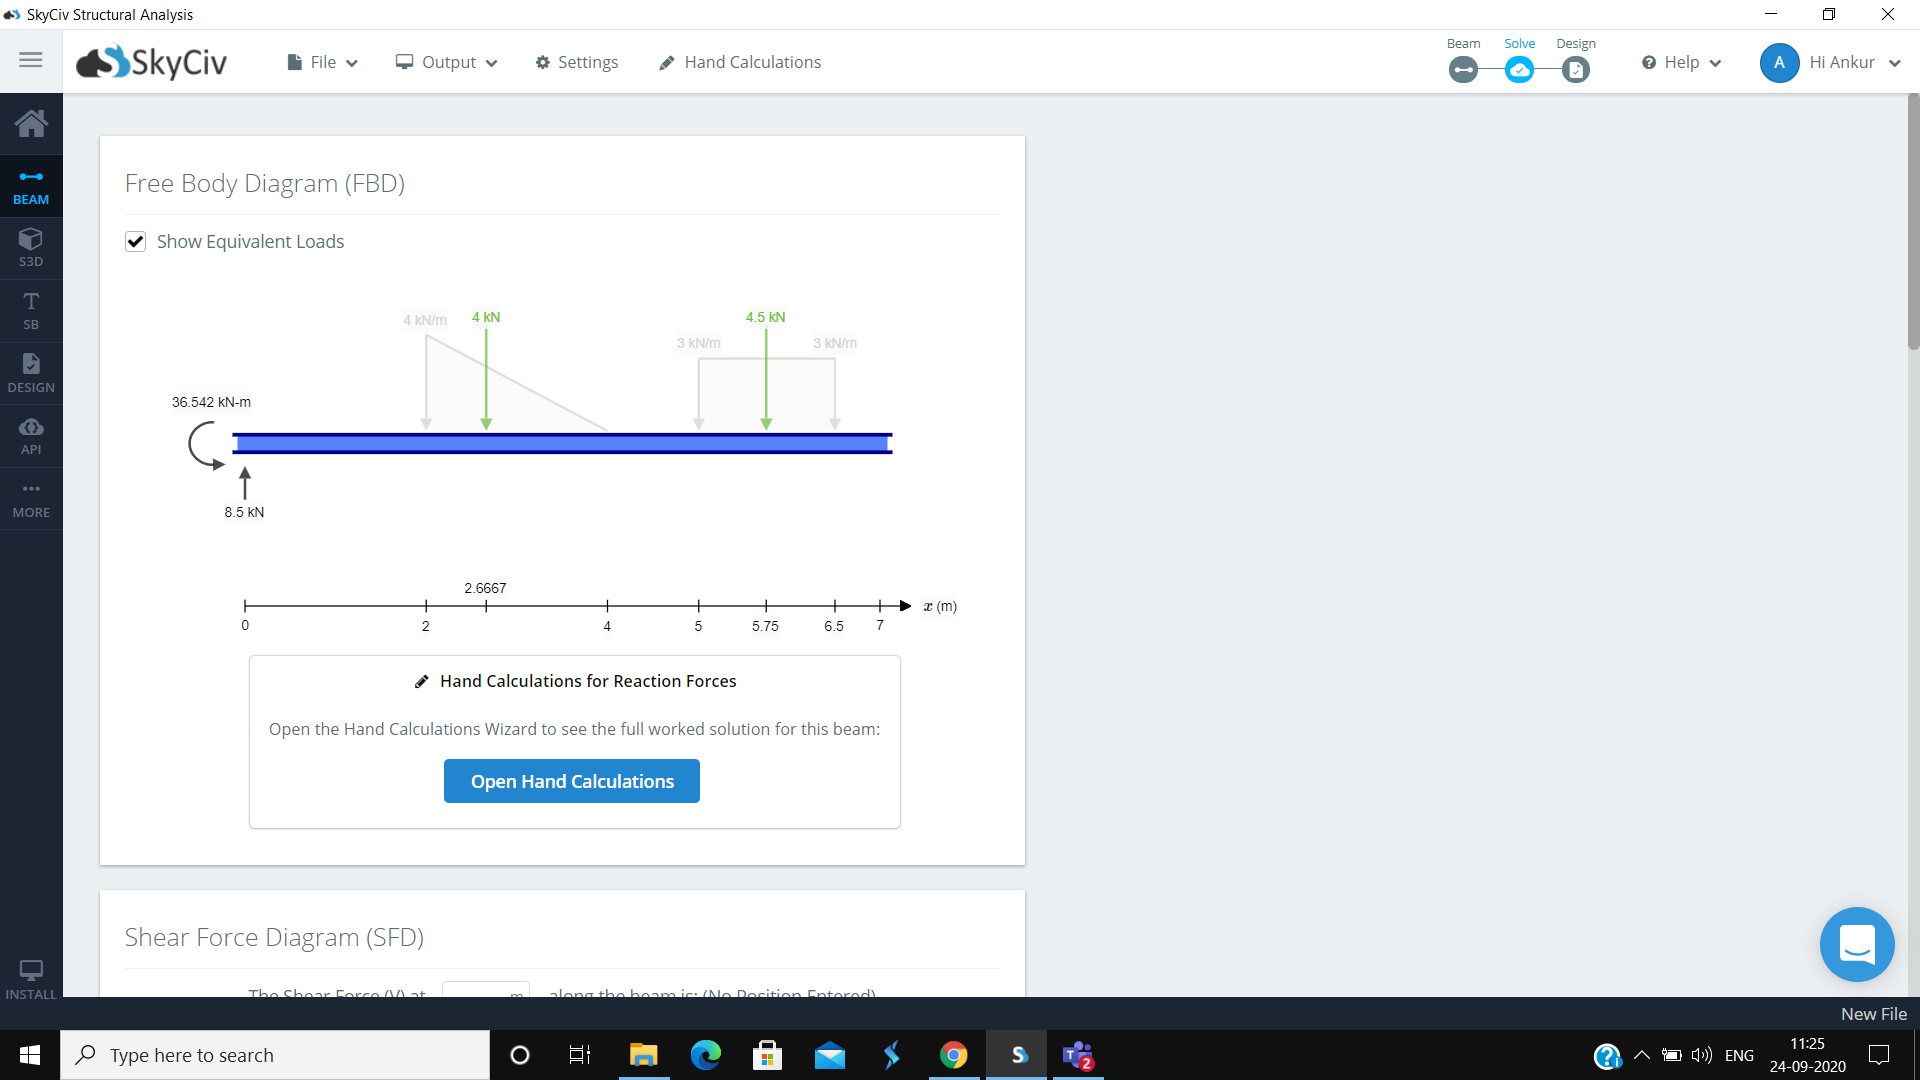 SkyCiv Structural Analysis
SkyCiv
File
Output
Settings
Hand Calculations
Beam
Solve
Design
Help
A
Hi Ankur
BEAM
S3D
T
SB
DESIGN
API
MORE
INSTALL
Free Body Diagram (FBD)
Show Equivalent Loads
4 kN/m
4 kN
4.5 kN
3 kN/m
3 kN/m
36.542 kN-m
8.5 kN
2.6667
x (m)
0 2 4 5 5.75 6.5 7
Hand Calculations for Reaction Forces
Open the Hand Calculations Wizard to see the full worked solution for this beam:
Open Hand Calculations
Shear Force Diagram (SFD)
The Shear Force (V) at m along the beam is: (No Position Entered)
New File
Type here to search
S
T
2
ENG
11:25
24-09-2020